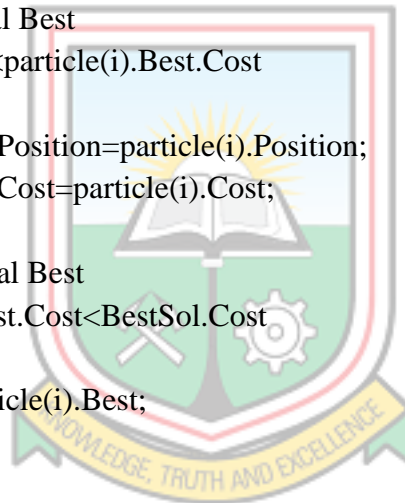 al Best
<particle(i).Best.Cost
Position=particle(i).Position;
Cost=particle(i).Cost;
al Best
st.Cost<BestSol.Cost
icle(i).Best;
KNOWLEDGE, TRUTH AND EXCELLENCE